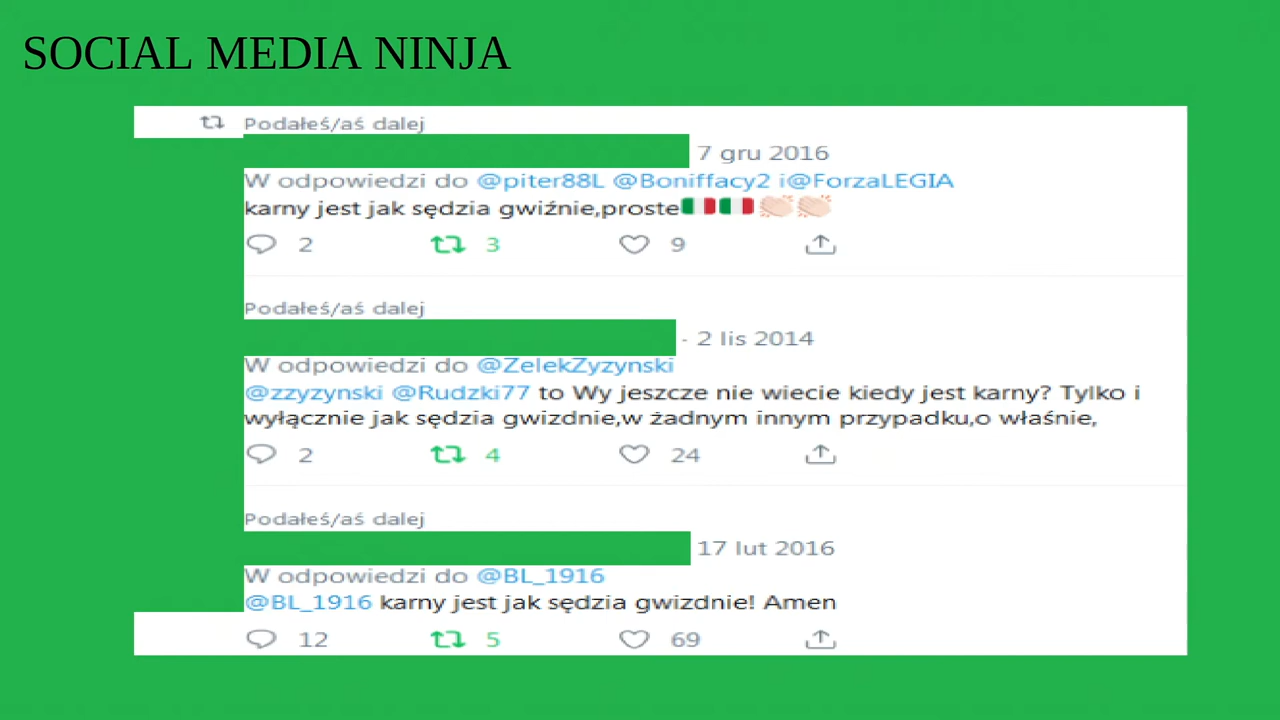 SOCIAL MEDIA NINJA
Podałeś/aś dalej
7 gru 2016
W odpowiedzi do @piter88L @Boniffacy2 i@ForzaLEGIA
karny jest jak sędzia gwiźnie,proste🇮🇹🇮🇹👏🏻👏🏻
2 3 9
Podałeś/aś dalej
· 2 lis 2014
W odpowiedzi do @ZelekZyzynski
@zzyzynski @Rudzki77 to Wy jeszcze nie wiecie kiedy jest karny? Tylko i
wyłącznie jak sędzia gwizdnie,w żadnym innym przypadku,o właśnie,
2 4 24
Podałeś/aś dalej
17 lut 2016
W odpowiedzi do @BL_1916
@BL_1916 karny jest jak sędzia gwizdnie! Amen
12 5 69